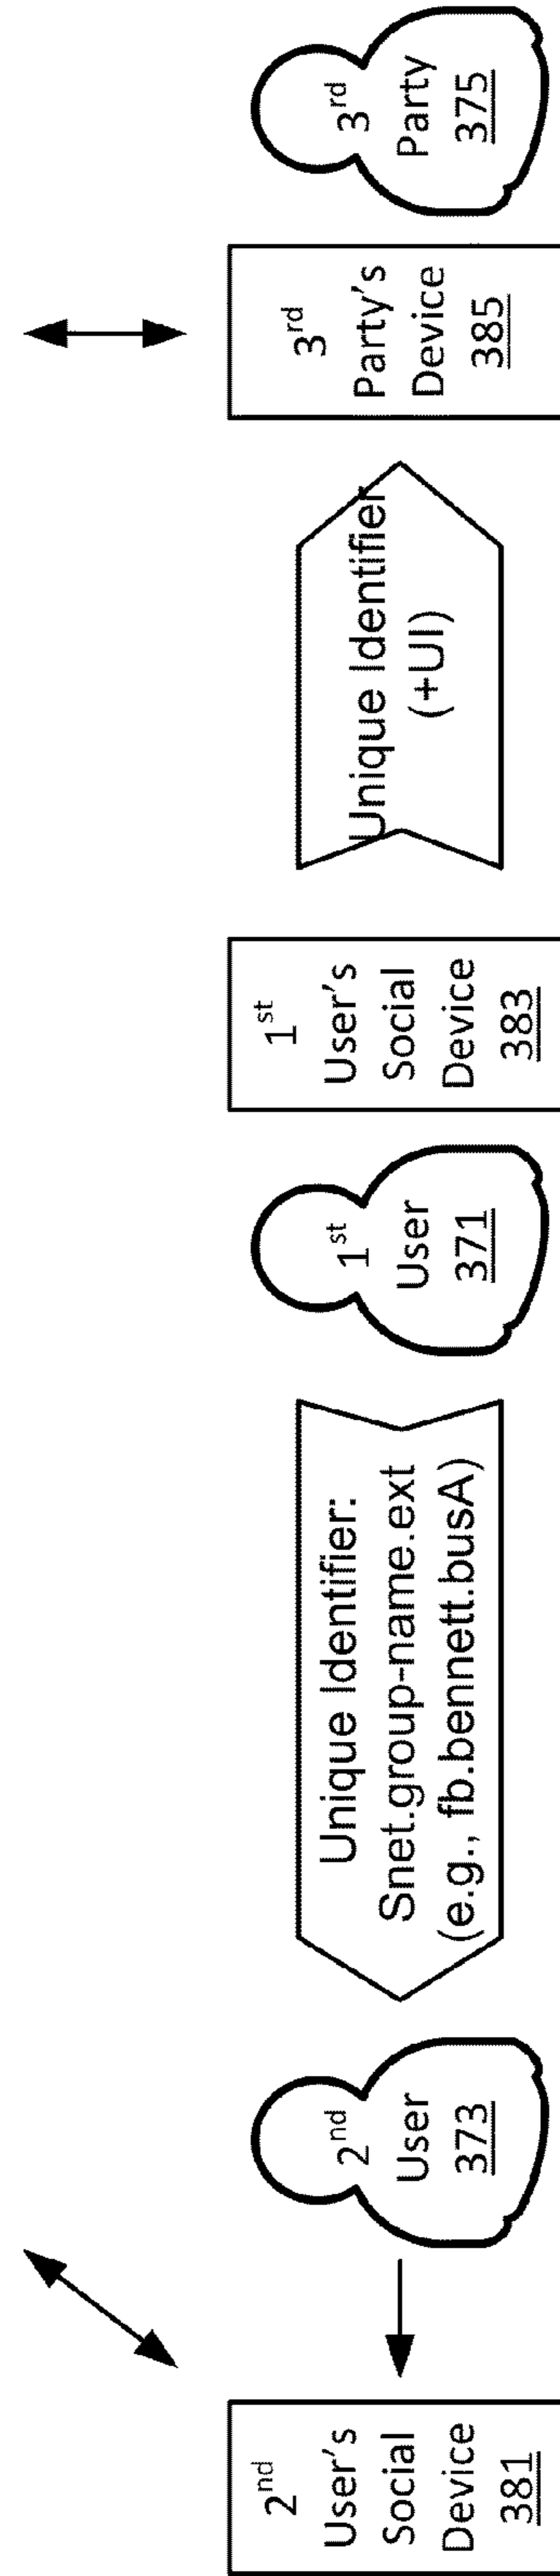 2nd
User's
Social
Device
381
2nd
User
373
Unique Identifier:
Snet.group-name.ext
(e.g., fb.bennett.busA)
1st
User
371
1st
User's
Social
Device
383
Unique Identifier
(+UI)
3rd
Party's
Device
385
3rd
Party
375